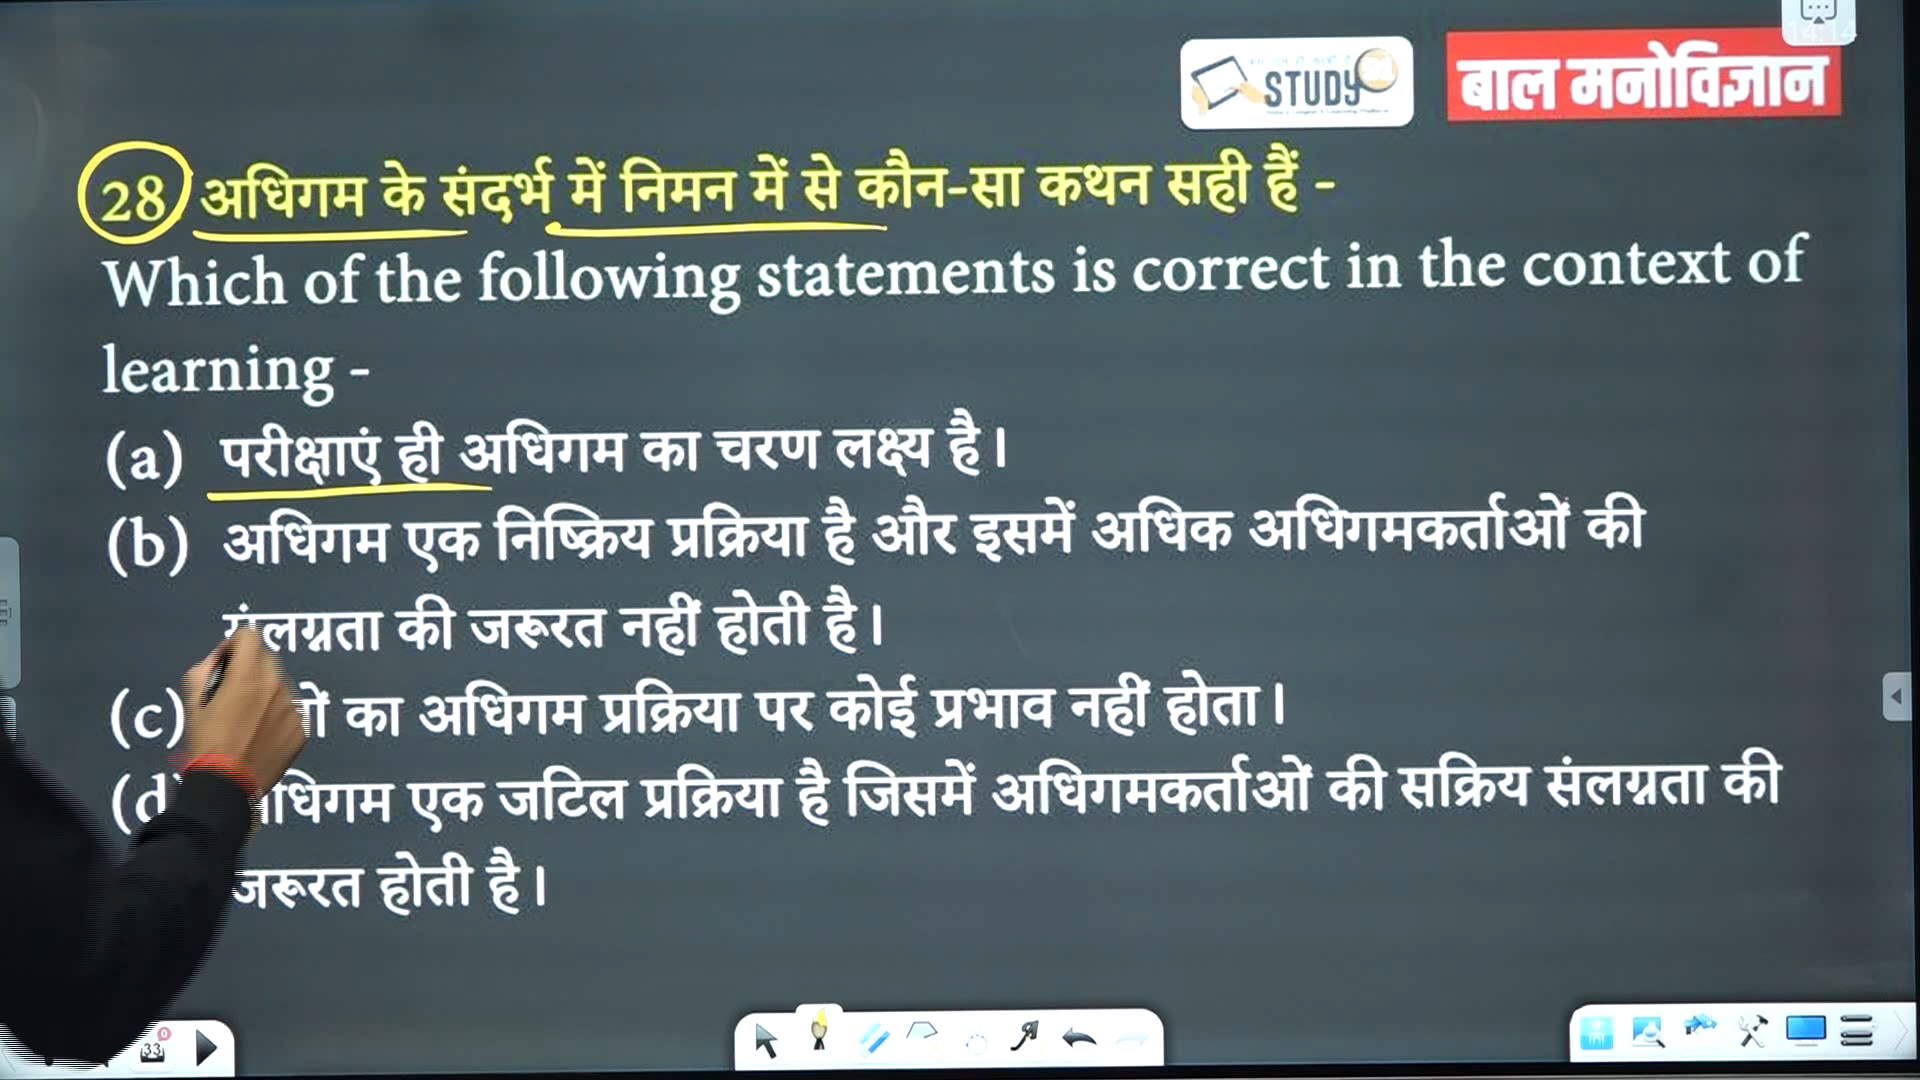 STUDY
बाल मनोविज्ञान
28 अधिगम के संदर्भ में निमन में से कौन-सा कथन सही हैं -
Which of the following statements is correct in the context of
learning -
(a) परीक्षाएं ही अधिगम का चरण लक्ष्य है।
(b) अधिगम एक निष्क्रिय प्रक्रिया है और इसमें अधिक अधिगमकर्ताओं की
संलग्नता की जरूरत नहीं होती है।
(c) का अधिगम प्रक्रिया पर कोई प्रभाव नहीं होता।
(d) एक जटिल प्रक्रिया है जिसमें अधिगमकर्ताओं की सक्रिय संलग्नता की
जरूरत होती है।
33